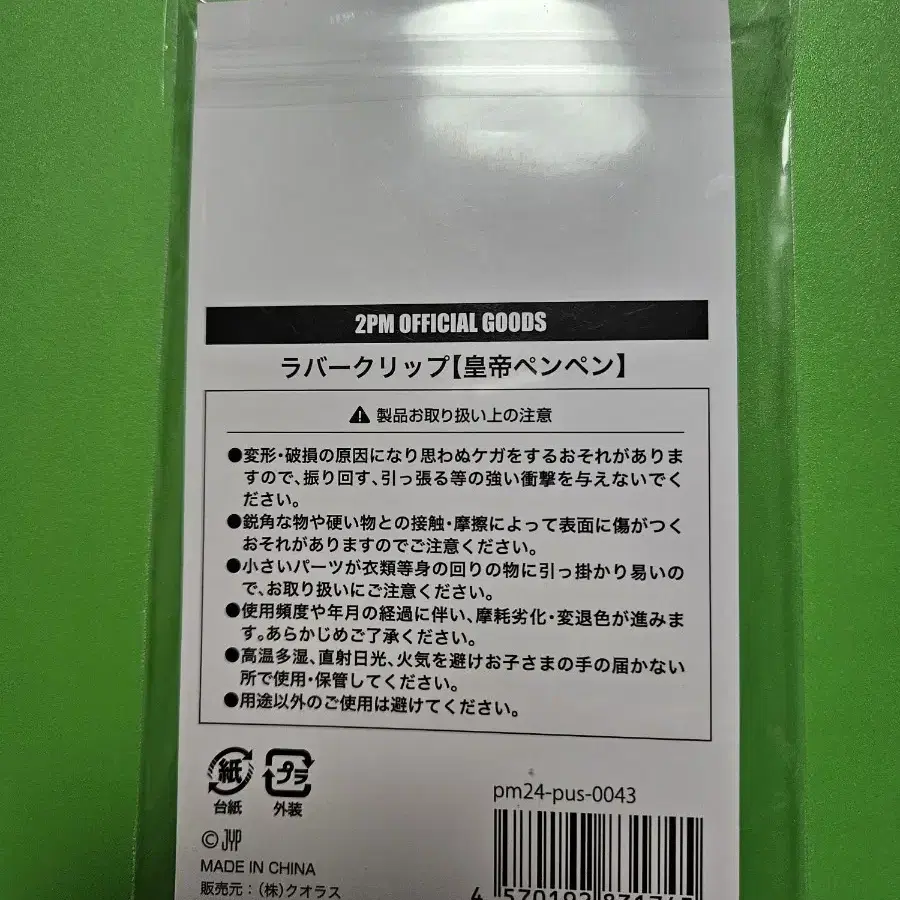 2PM OFFICIAL GOODS
ラバークリップ【皇帝ペンペン】
製品お取り扱い上の注意
●変形・破損の原因になり思わぬケガをするおそれがありま
すので、振り回す、引っ張る等の強い衝撃を与えないでく
ださい。
●鋭角な物や硬い物との接触・摩擦によって表面に傷がつく
おそれがありますのでご注意ください。
●小さいパーツが衣類等身の回りの物に引っ掛かり易いの
で、お取り扱いにご注意ください。
●使用頻度や年月の経過に伴い、摩耗劣化・変退色が進みま
す。あらかじめご了承ください。
●高温多湿、直射日光、火気を避けお子さまの手の届かない
所で使用・保管してください。
●用途以外のご使用は避けてください。
紙 プラ
台紙 外装
pm24-pus-0043
© JYP
MADE IN CHINA
販売元：(株)クオラス
4 570192 831745